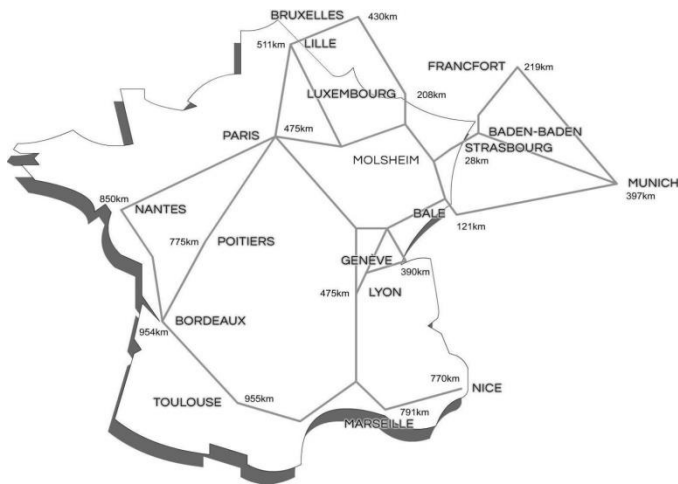 BRUXELLES
430km
511km
LILLE
FRANCFORT
219km
LUXEMBOURG
208km
PARIS
475km
BADEN-BADEN
STRASBOURG
MOLSHEIM
28km
MUNICH
397km
850km
NANTES
BALE
121km
775km
POITIERS
GENÈVE
390km
475km
LYON
BORDEAUX
954km
770km
NICE
TOULOUSE
955km
791km
MARSEILLE